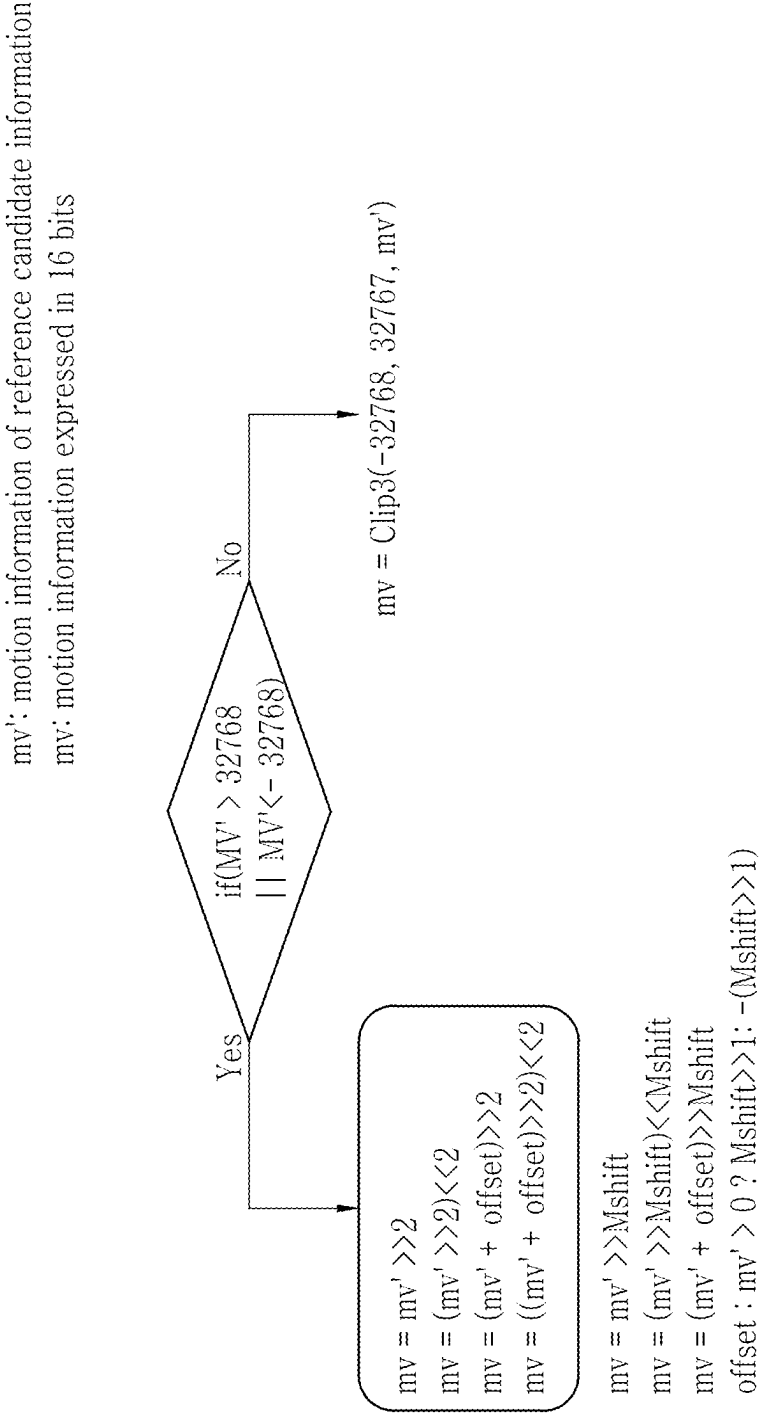 mv': motion information of reference candidate information
mv: motion information expressed in 16 bits
if(MV' > 32768
|| MV'<- 32768)
Yes
No
mv = mv' >>2
mv = (mv' >>2)<<2
mv = (mv' + offset)>>2
mv = ((mv' + offset)>>2)<<2
mv = Clip3(-32768, 32767, mv')
mv = mv' >>Mshift
mv = (mv' >>Mshift)<<Mshift
mv = (mv' + offset)>>Mshift
offset : mv' > 0 ? Mshift>>1: -(Mshift>>1)